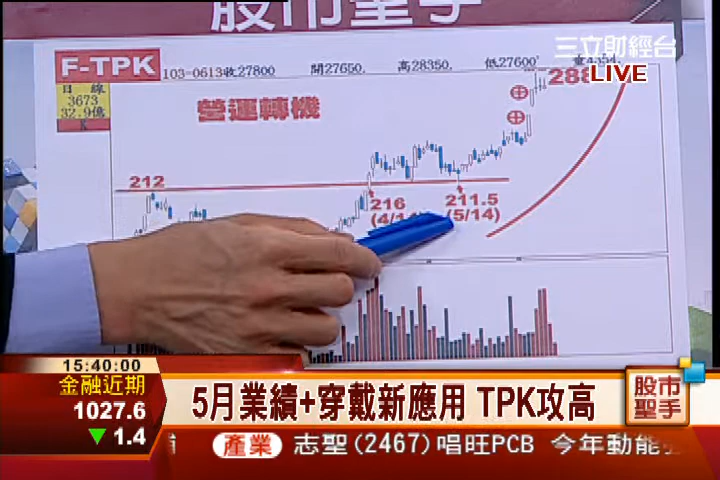 股市聖手
F-TPK
103-0613收27800 開27650. 高28350. 低27600
三立財經台
LIVE
日線
3673
32.9億
K
營運轉機
288
212
216
(4/14
211.5
(5/14)
15:40:00
金融近期
1027.6
▼1.4
5月業績+穿戴新應用 TPK攻高
股市
聖手
產業 志聖(2467)唱旺PCB 今年動能